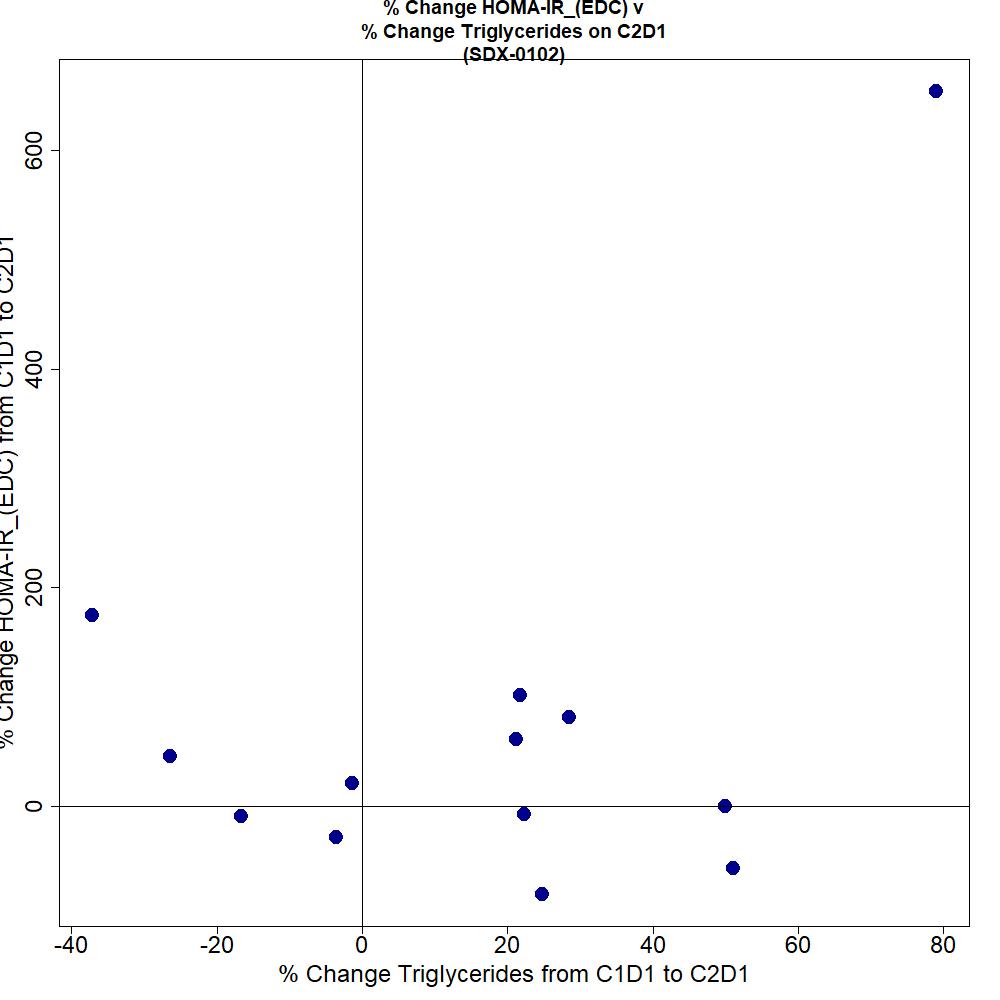 % Change HOMA-IR_(EDC) v
% Change Triglycerides on C2D1
(SDX-0102)
% Change HOMA-IR_(EDC) from C1D1 to C2D1
600
400
200
0
-40
-20
0
20
40
60
80
% Change Triglycerides from C1D1 to C2D1